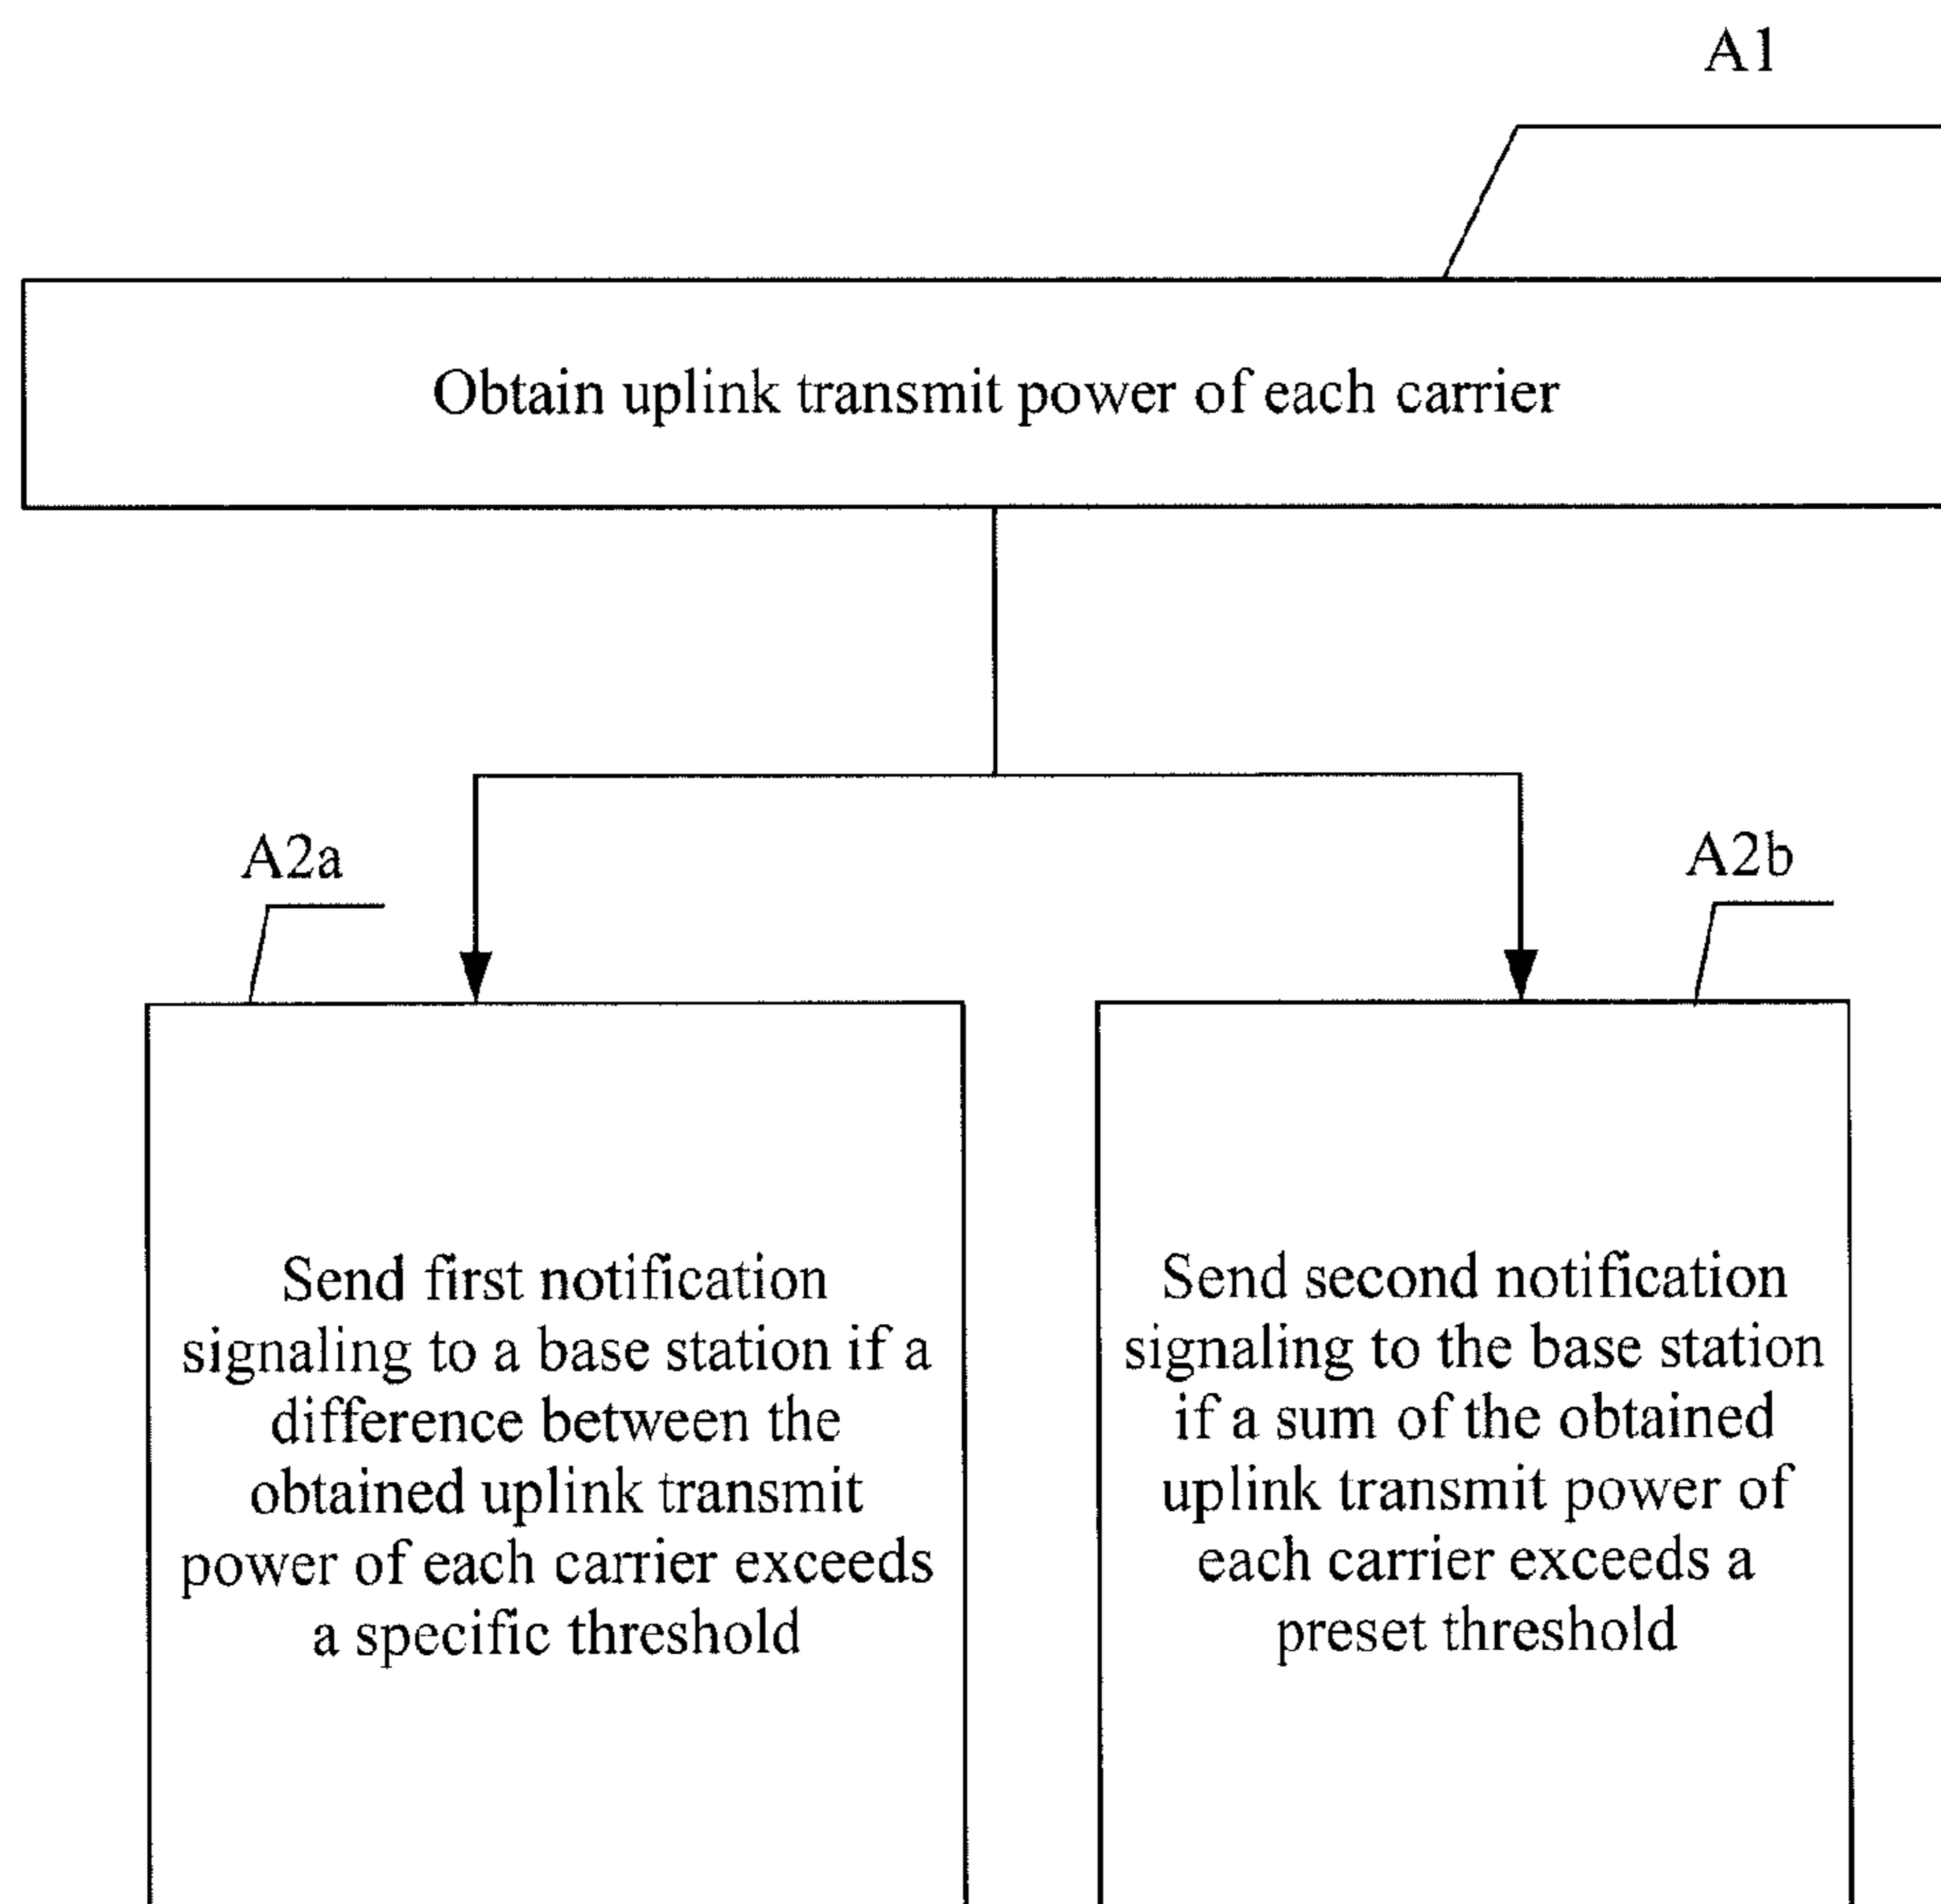 A1
Obtain uplink transmit power of each carrier
A2a
A2b
Send first notification
signaling to a base station if a
difference between the
obtained uplink transmit
power of each carrier exceeds
a specific threshold
Send second notification
signaling to the base station
if a sum of the obtained
uplink transmit power of
each carrier exceeds a
preset threshold